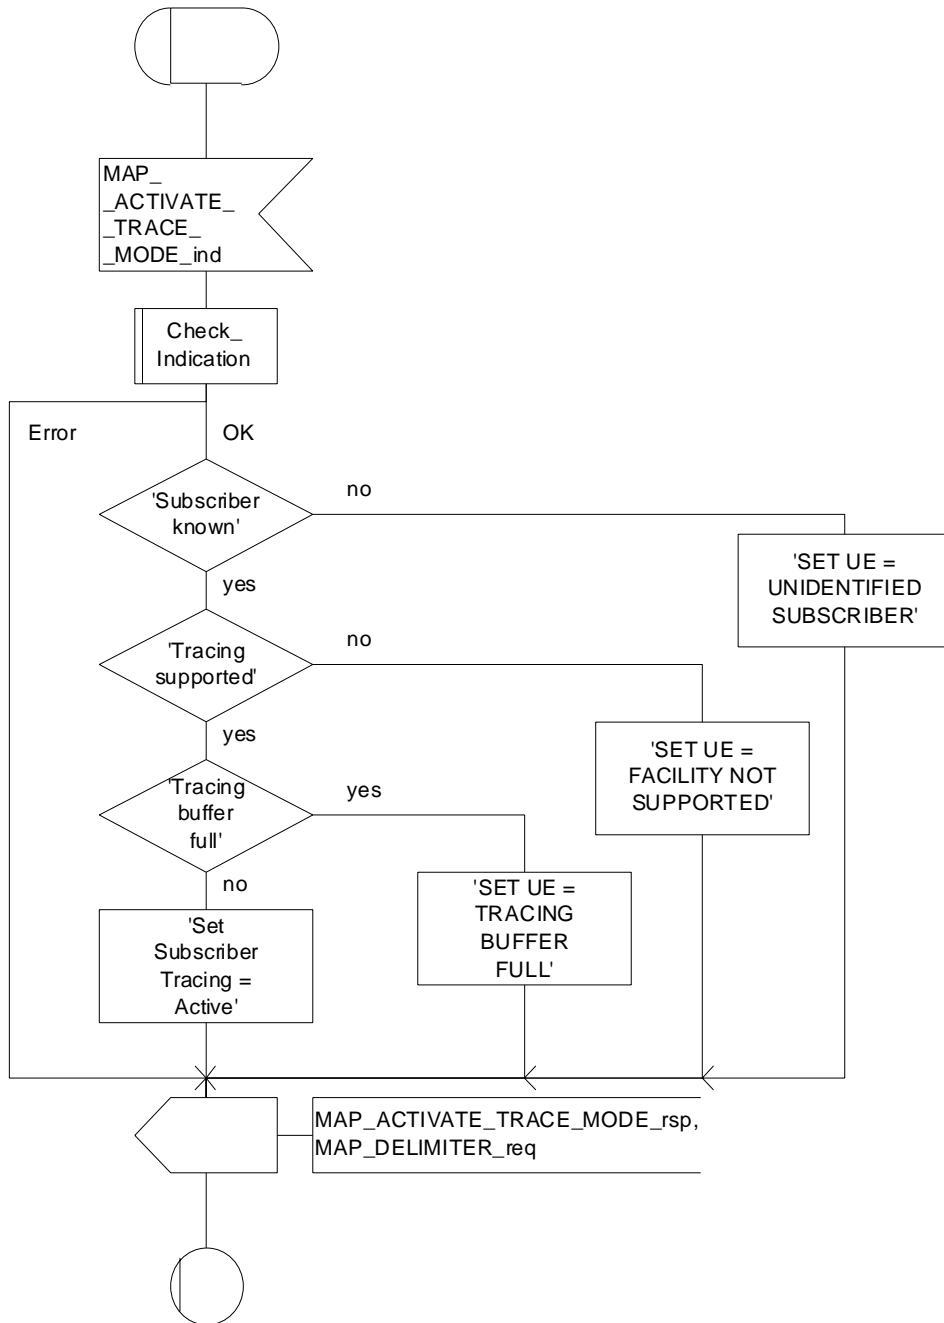 MAP_
_ACTIVATE_
_TRACE_
_MODE_ind
Check_
Indication
Error
OK
'Subscriber
known'
no
'SET UE =
UNIDENTIFIED
SUBSCRIBER'
yes
'Tracing
supported'
no
'SET UE =
FACILITY NOT
SUPPORTED'
yes
'Tracing
buffer
full'
yes
'SET UE =
TRACING
BUFFER
FULL'
no
'Set
Subscriber
Tracing =
Active'
MAP_ACTIVATE_TRACE_MODE_rsp,
MAP_DELIMITER_req